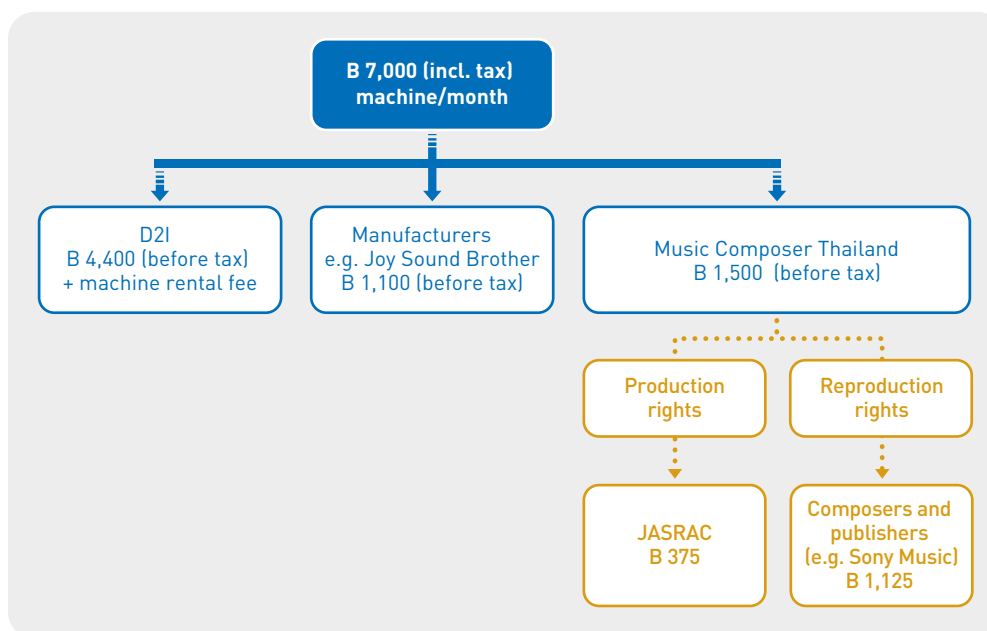 B 7,000 (incl. tax)
machine/month
D2I
B 4,400 (before tax)
+ machine rental fee
Manufacturers
e.g. Joy Sound Brother
B 1,100 (before tax)
Music Composer Thailand
B 1,500 (before tax)
Production
rights
Reproduction
rights
JASRAC
B 375
Composers and
publishers
(e.g. Sony Music)
B 1,125